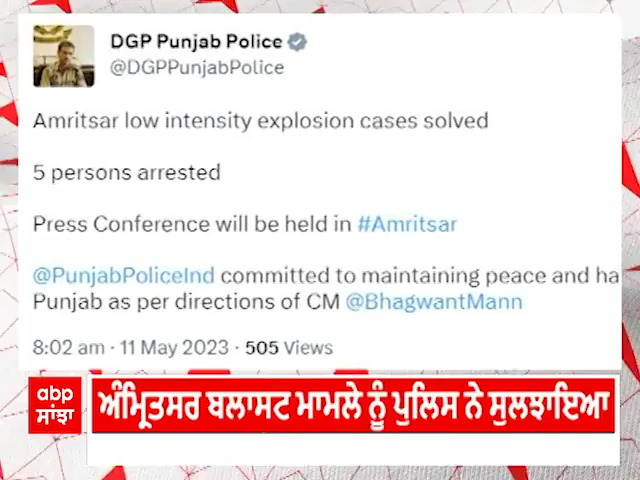 DGP Punjab Police
@DGPPunjabPolice
Amritsar low intensity explosion cases solved
5 persons arrested
Press Conference will be held in #Amritsar
@PunjabPoliceInd committed to maintaining peace and ha
Punjab as per directions of CM @BhagwantMann
8:02 am · 11 May 2023 · 505 Views
abp
ਸਾਂਝਾ
ਅੰਮ੍ਰਿਤਸਰ ਬਲਾਸਟ ਮਾਮਲੇ ਨੂੰ ਪੁਲਿਸ ਨੇ ਸੁਲਝਾਇਆ